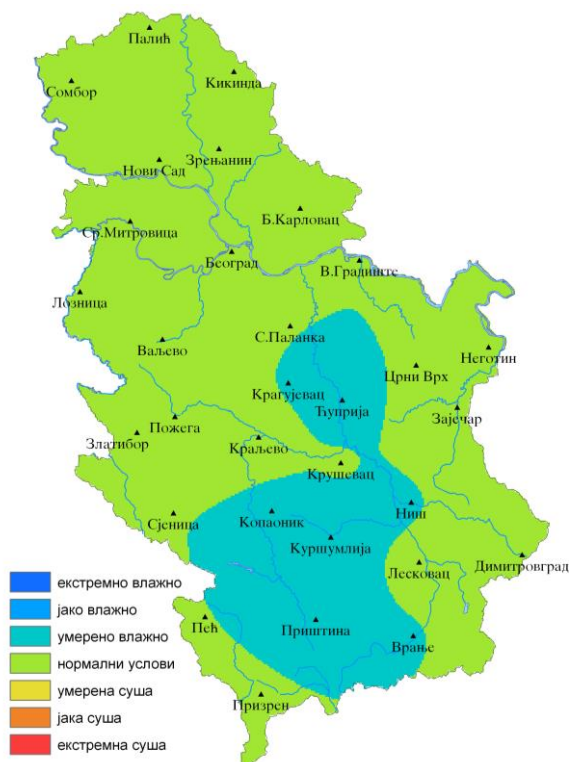 Палић
Сомбор
Кикинда
Зрењанин
Нови Сад
Б.Карловац
Ср.Митровица
Београд
В.Градиште
Лозница
С.Паланка
Ваљево
Неготин
Црни Врх
Крагујевац
Ћуприја
Зајечар
Пожега
Златибор
Краљево
Крушевац
Ниш
Сјеница
Копаоник
Куршумлија
Димитровград
Лесковац
екстремно влажно
јако влажно
умерено влажно
Пећ
Приштина
Врање
нормални услови
умерена суша
Призрен
јака суша
екстремна суша